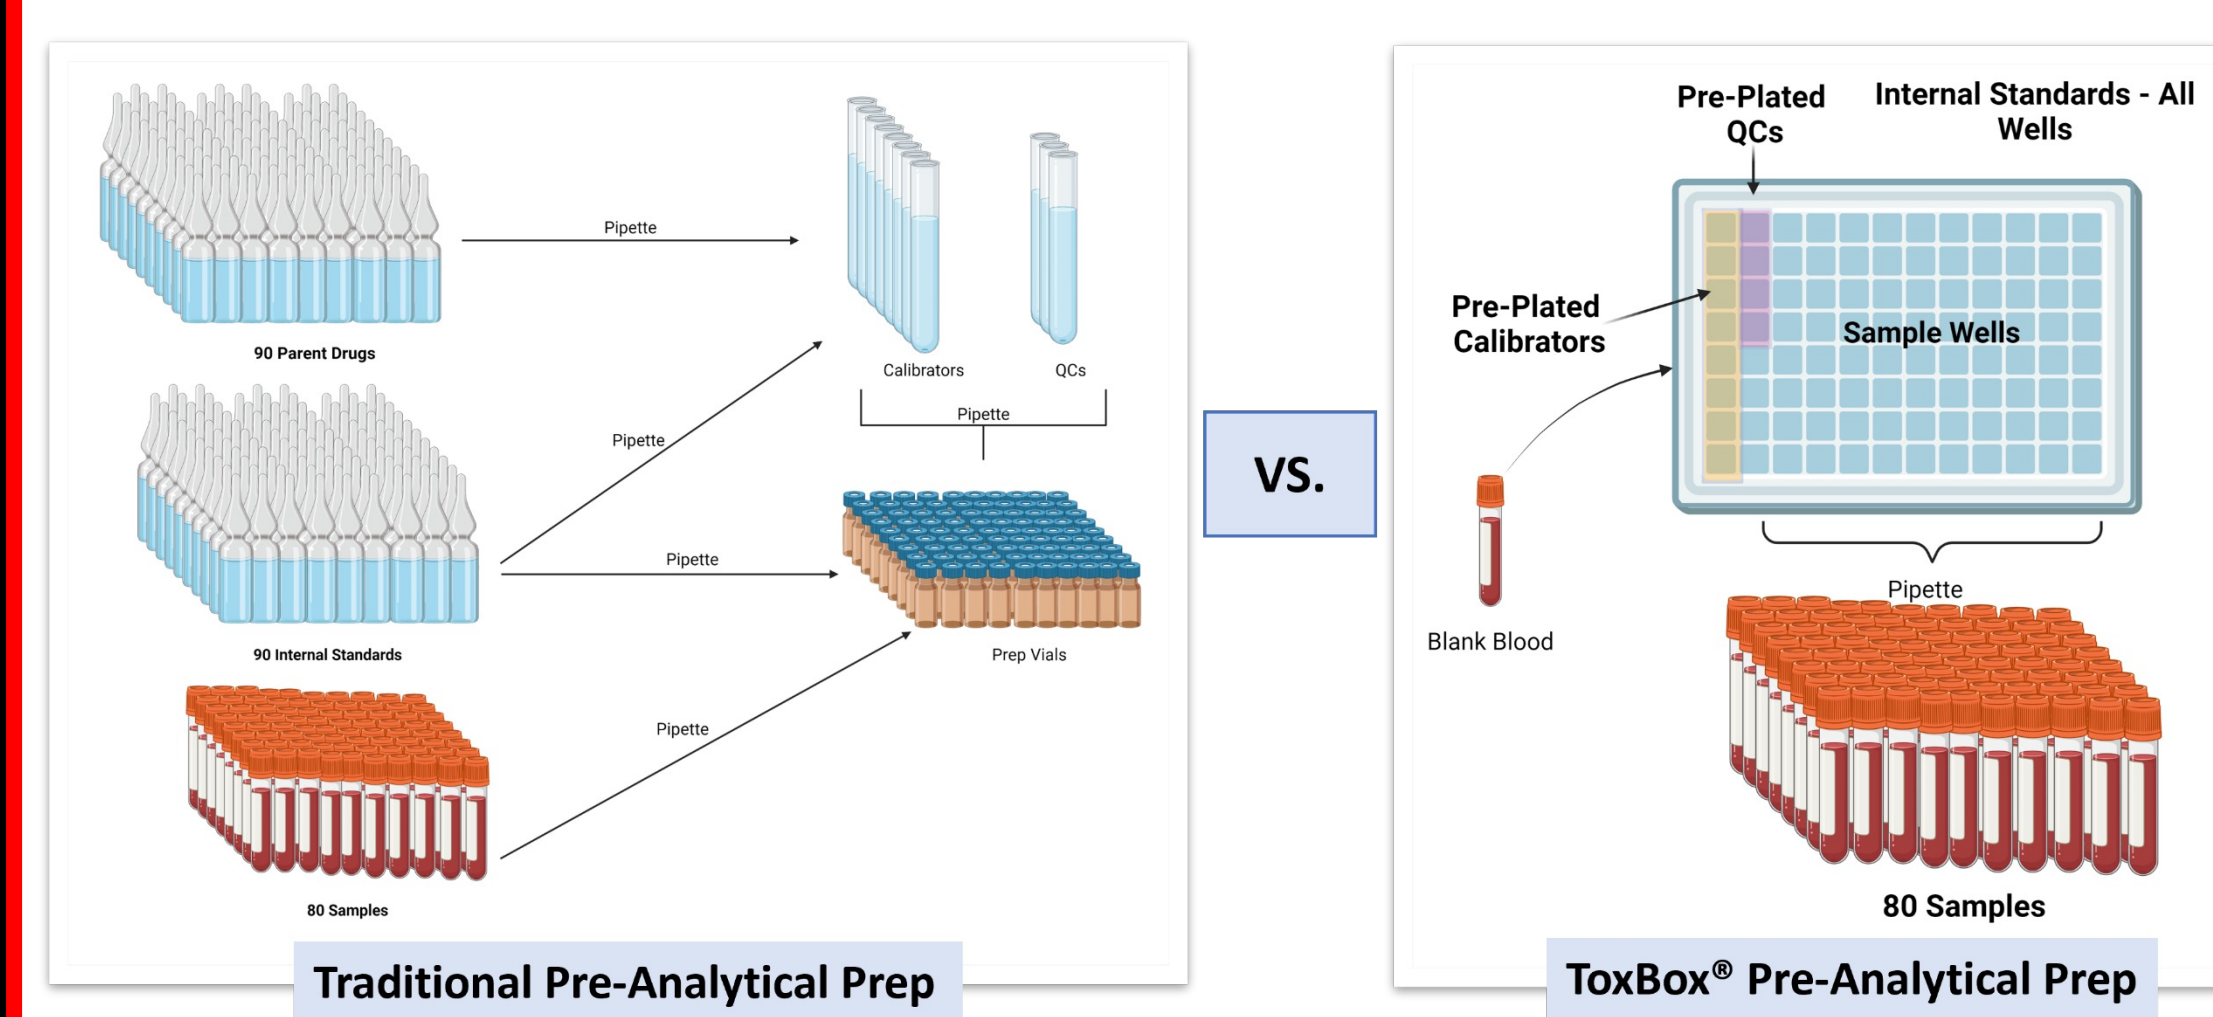 Pipette
90 Parent Drugs
Calibrators
QCs
Pipette
Pipette
Pipette
90 Internal Standards
Prep Vials
Pipette
80 Samples
Traditional Pre-Analytical Prep
VS.
Pre-Plated
QCs
Internal Standards - All
Wells
Pre-Plated
Calibrators
Sample Wells
Blank Blood
Pipette
80 Samples
ToxBox® Pre-Analytical Prep